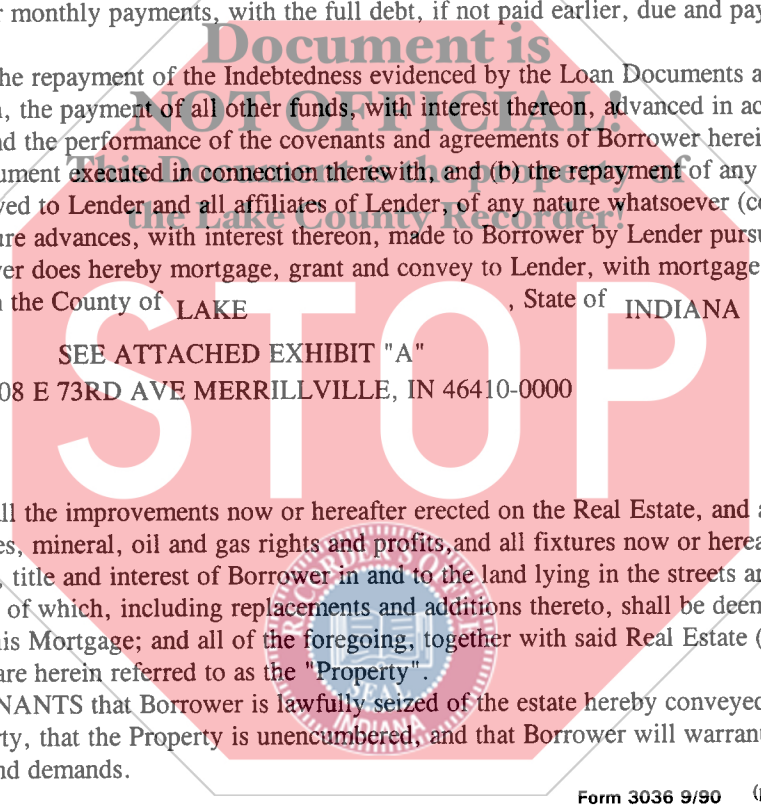 r monthly payments, with the full debt, if not paid earlier, due and pay
Document is
he repayment of the Indebtedness evidenced by the Loan Documents a
n, the payment of all other funds, with interest thereon, advanced in ac
NOT OFFICIAL!
nd the performance of the covenants and agreements of Borrower herei
This Document is the property of
ument executed in connection therewith, and (b) the repayment of any
ved to Lender and all affiliates of Lender, of any nature whatsoever (co
the Lake County Recorder!
ure advances, with interest thereon, made to Borrower by Lender pursu
ver does hereby mortgage, grant and convey to Lender, with mortgage
n the County of LAKE , State of INDIANA
SEE ATTACHED EXHIBIT "A"
08 E 73RD AVE MERRILLVILLE, IN 46410-0000
STOP
ll the improvements now or hereafter erected on the Real Estate, and a
es, mineral, oil and gas rights and profits, and all fixtures now or herea
, title and interest of Borrower in and to the land lying in the streets an
of which, including replacements and additions thereto, shall be deem
his Mortgage; and all of the foregoing, together with said Real Estate (
are herein referred to as the "Property".
RECORDER'S OFFICE
SEAL
INDIANA
NANTS that Borrower is lawfully seized of the estate hereby conveyed
rty, that the Property is unencumbered, and that Borrower will warran
nd demands.
Form 3036 9/90